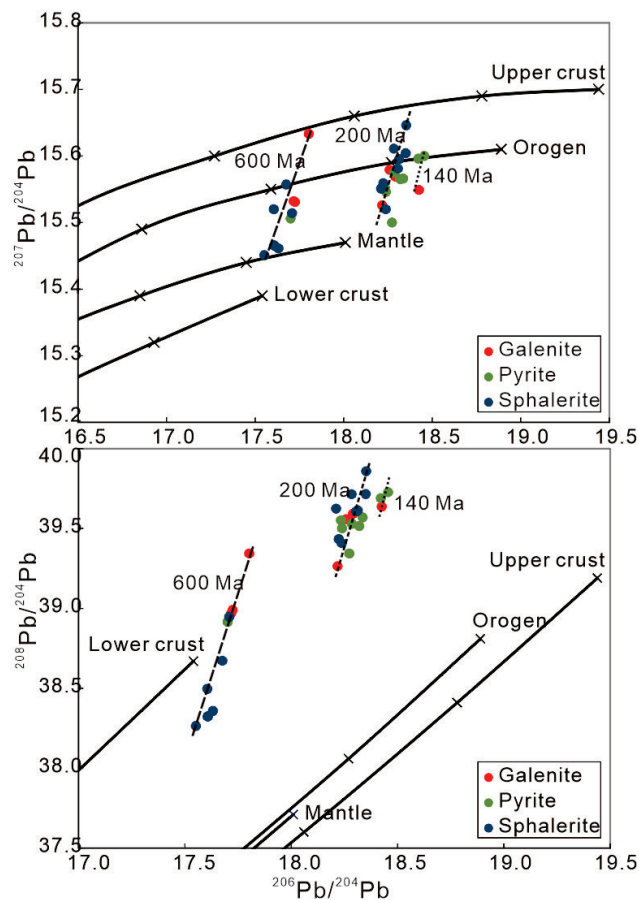 15.8
15.7
15.6
15.5
15.4
15.3
15.2
207Pb/204Pb
Upper crust
200 Ma
Orogen
600 Ma
140 Ma
Mantle
Lower crust
Galenite
Pyrite
Sphalerite
16.5 17.0 17.5 18.0 18.5 19.0 19.5
40.0
39.5
39.0
38.5
38.0
37.5
208Pb/204Pb
200 Ma
140 Ma
Upper crust
600 Ma
Orogen
Lower crust
Mantle
Galenite
Pyrite
Sphalerite
17.0 17.5 18.0 18.5 19.0 19.5
206Pb/204Pb